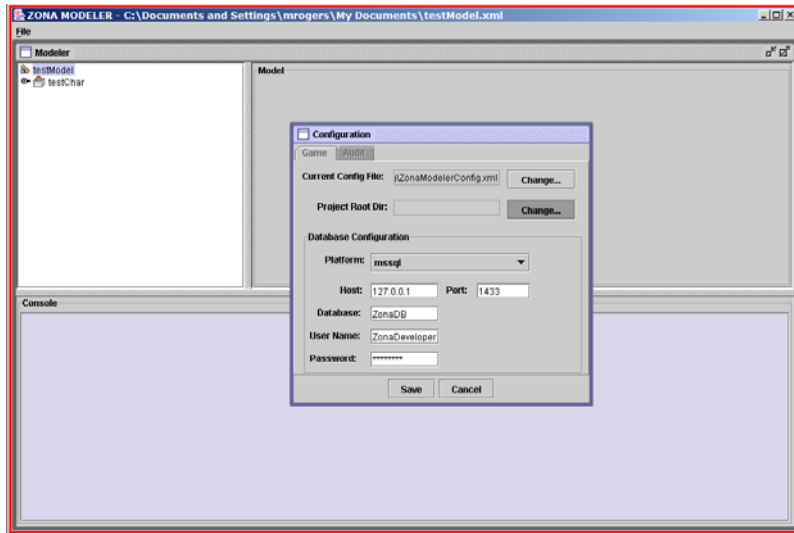 ZONA MODELER - C:\Documents and Settings\mrogers\My Documents\testModel.xml
File
Modeler
testModel
testChar
Model
Configuration
Game Audit
Current Config File: \ZonaModelerConfig.xml Change...
Project Root Dir: Change...
Database Configuration
Platform: mssql
Host: 127.0.0.1 Port: 1433
Database: ZonaDB
User Name: ZonaDeveloper
Password: ********
Save Cancel
Console